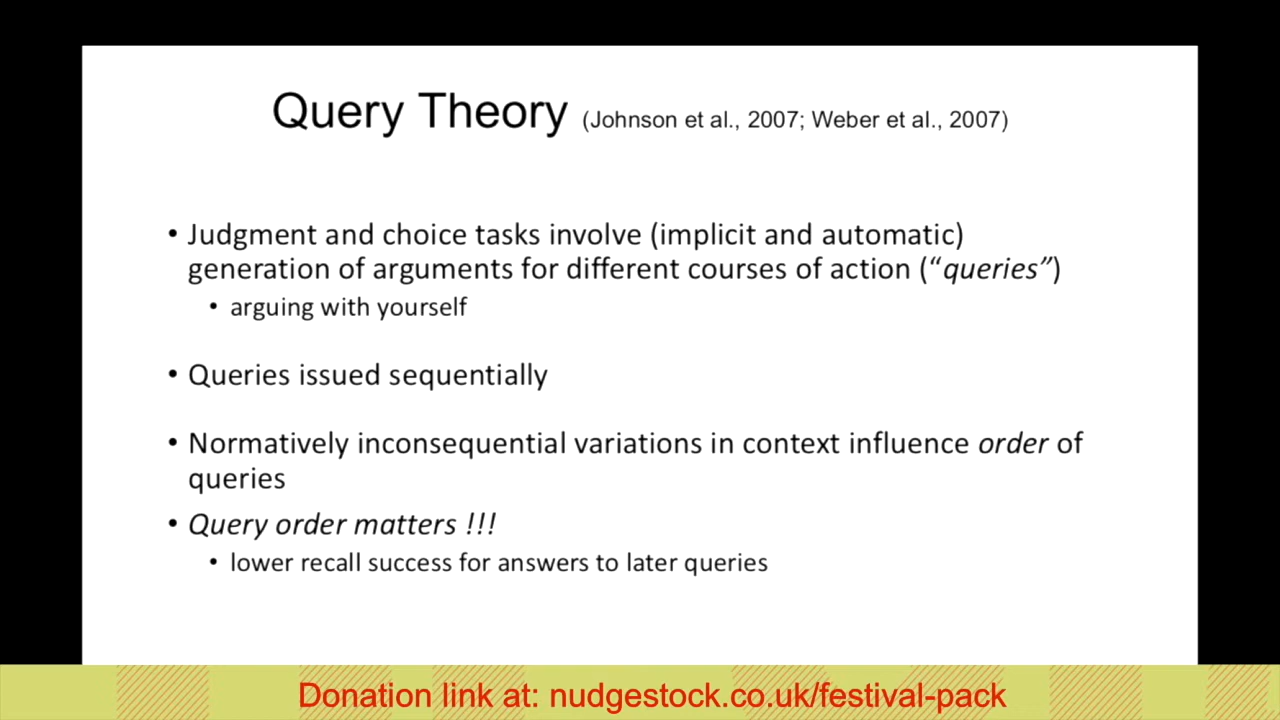 Query Theory (Johnson et al., 2007; Weber et al., 2007)
• Judgment and choice tasks involve (implicit and automatic)
generation of arguments for different courses of action (“queries”)
• arguing with yourself
• Queries issued sequentially
• Normatively inconsequential variations in context influence order of
queries
• Query order matters !!!
• lower recall success for answers to later queries
Donation link at: nudgestock.co.uk/festival-pack